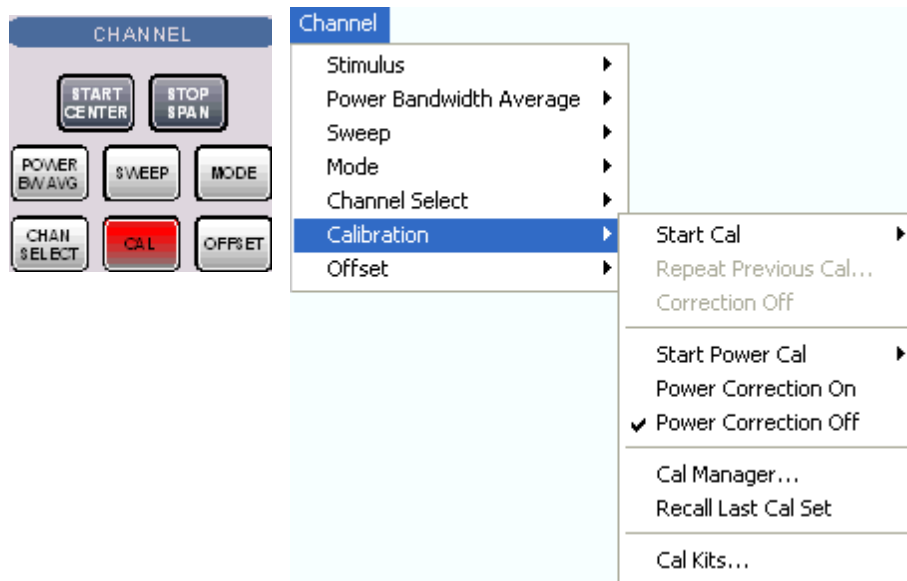 CHANNEL
START CENTER
STOP SPAN
POWER BW AVG
SWEEP
MODE
CHAN SELECT
CAL
OFFSET
Channel
Stimulus
Power Bandwidth Average
Sweep
Mode
Channel Select
Calibration
Offset
Start Cal
Repeat Previous Cal...
Correction Off
Start Power Cal
Power Correction On
Power Correction Off
Cal Manager...
Recall Last Cal Set
Cal Kits...